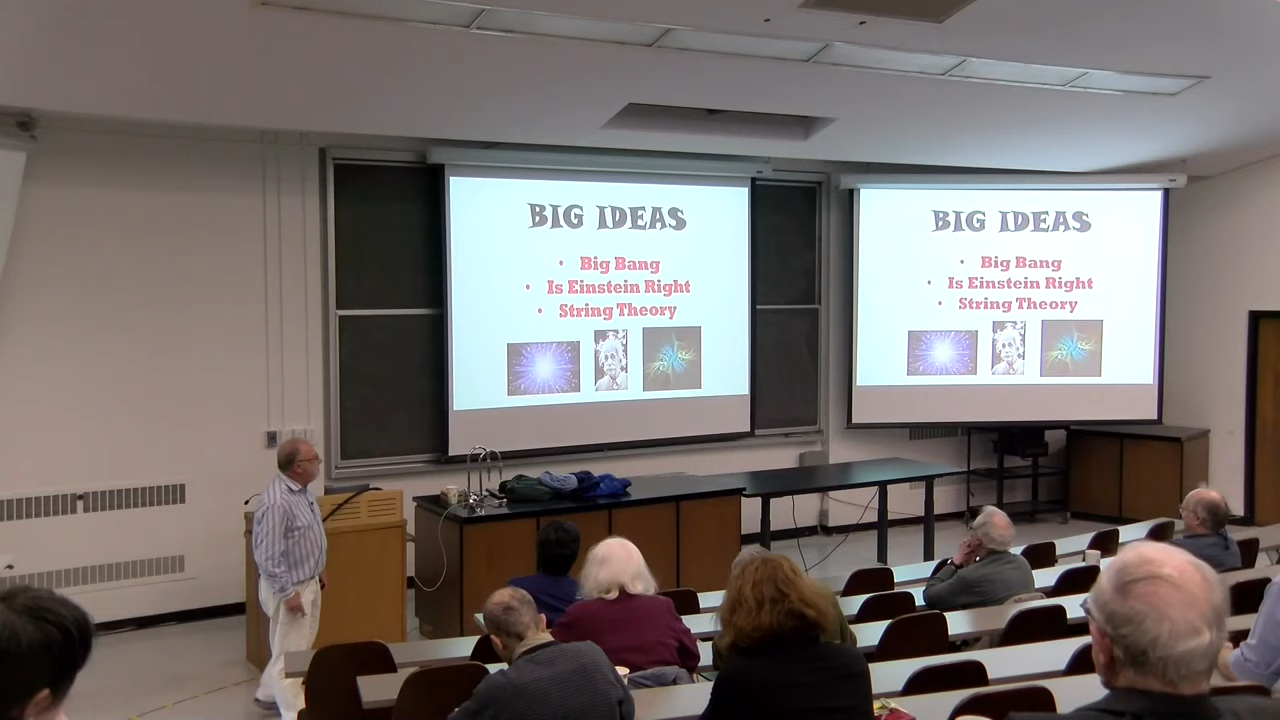 BIG IDEAS
• Big Bang
• Is Einstein Right
• String Theory
BIG IDEAS
• Big Bang
• Is Einstein Right
• String Theory